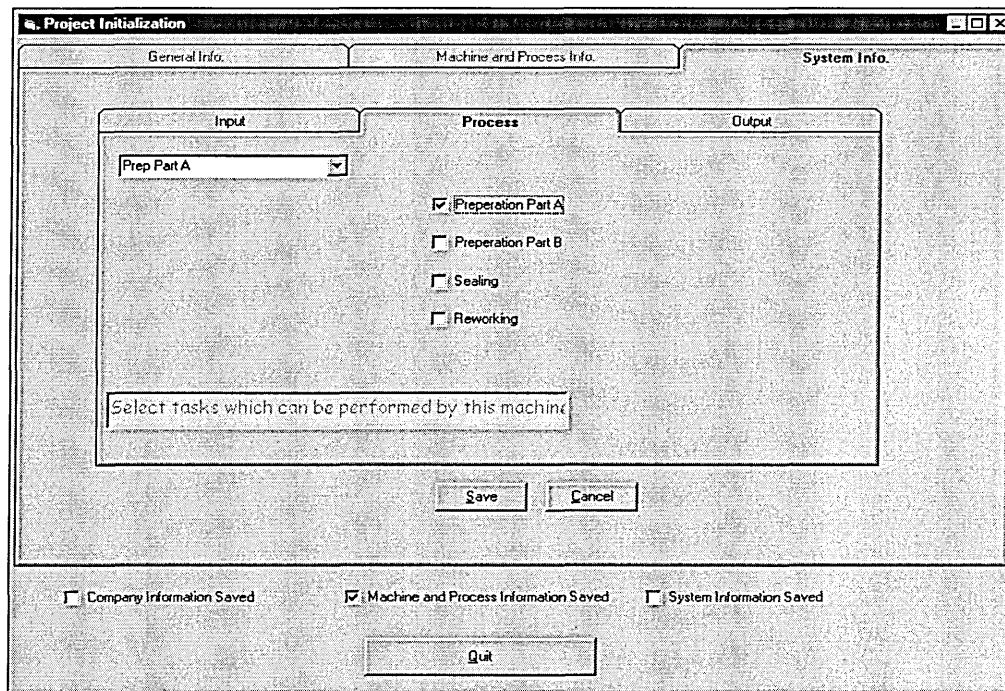 Project Initialization
General Info. Machine and Process Info. System Info.
Input Process Output
Prep Part A
Preperation Part A
Preperation Part B
Sealing
Reworking
Select tasks which can be performed by this machine
Save Cancel
Company Information Saved Machine and Process Information Saved System Information Saved
Quit